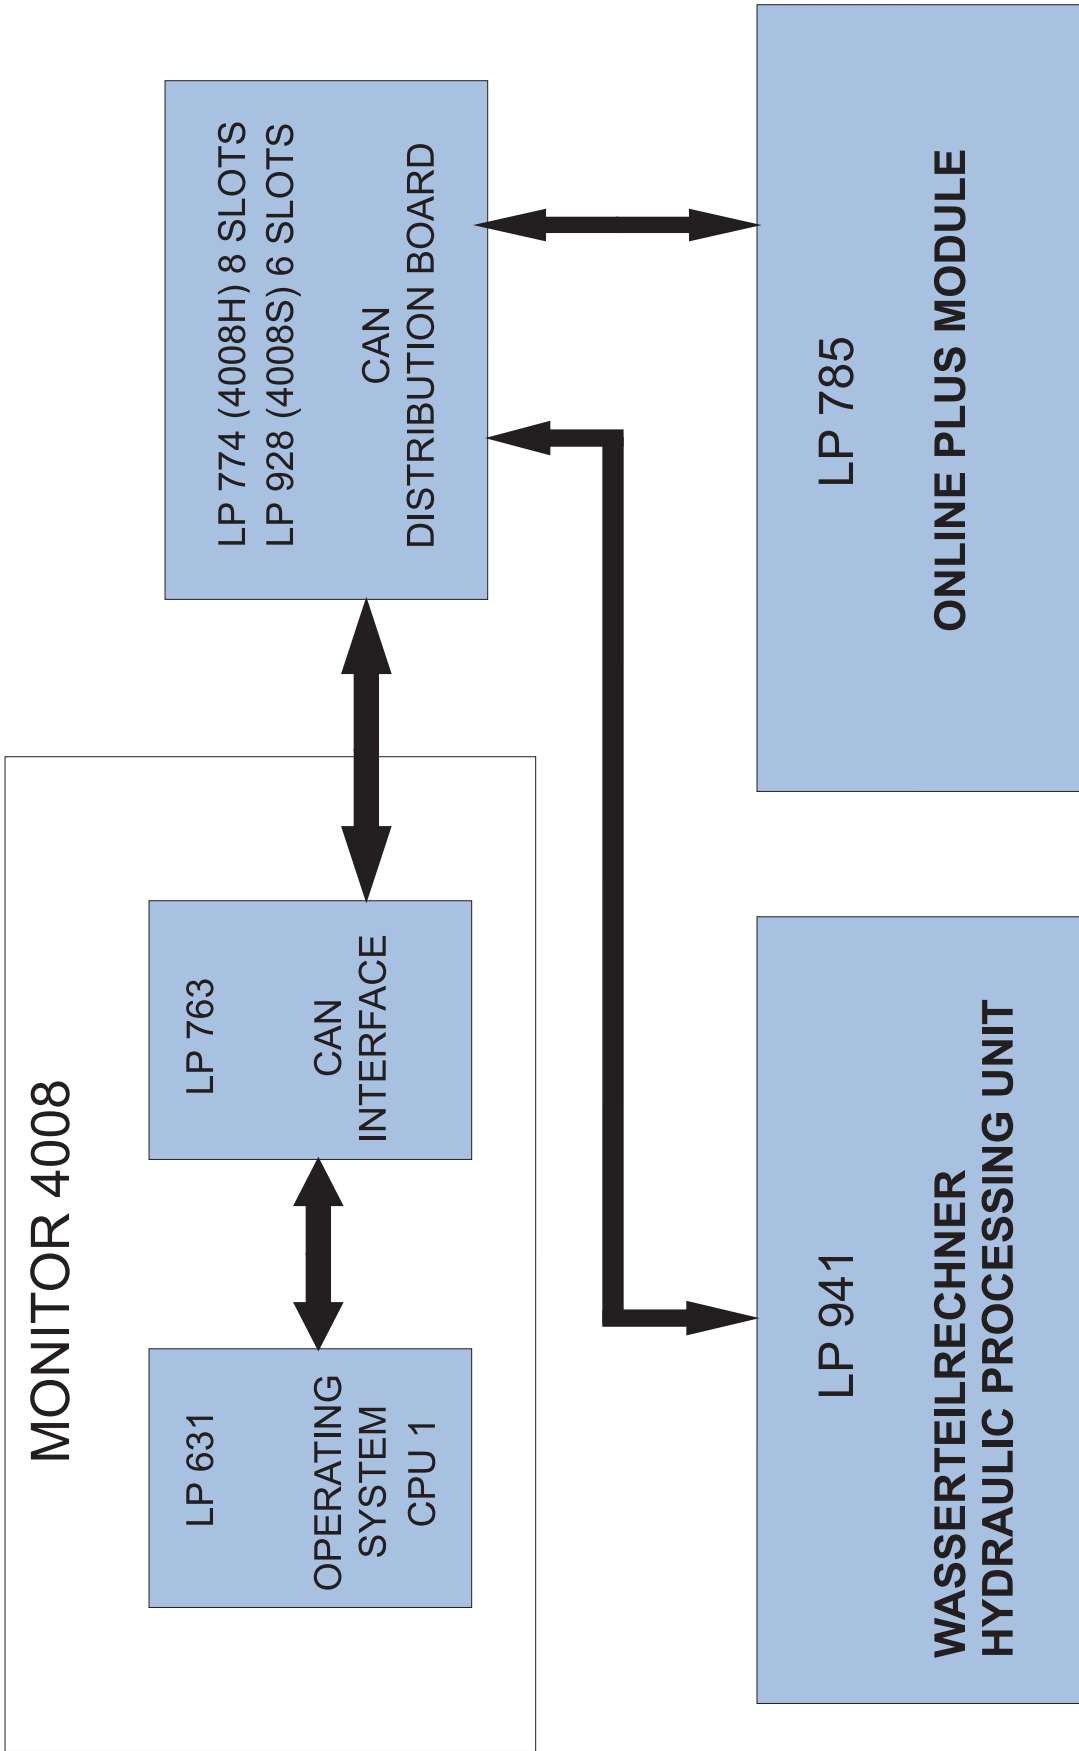 MONITOR 4008
LP 631
OPERATING
SYSTEM
CPU 1
LP 763
CAN
INTERFACE
LP 774 (4008H) 8 SLOTS
LP 928 (4008S) 6 SLOTS
CAN
DISTRIBUTION BOARD
LP 941
WASSERTEILRECHNER
HYDRAULIC PROCESSING UNIT
LP 785
ONLINE PLUS MODULE